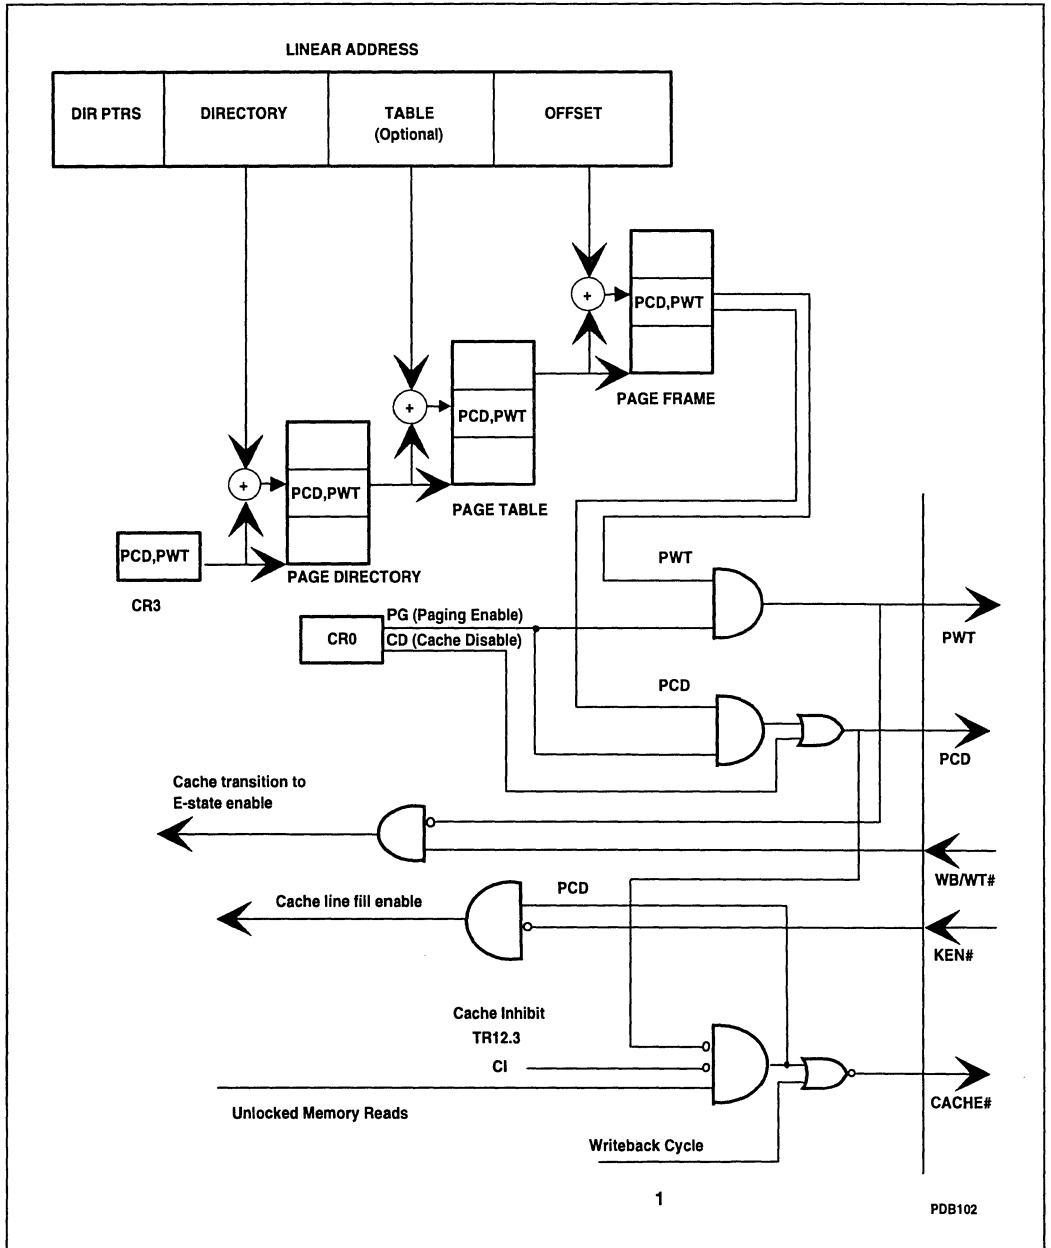 LINEAR ADDRESS
DIR PTRS
DIRECTORY
TABLE
(Optional)
OFFSET
PCD,PWT
PAGE FRAME
PCD,PWT
PAGE TABLE
PCD,PWT
PAGE DIRECTORY
PCD,PWT
CR3
CR0
PG (Paging Enable)
CD (Cache Disable)
PWT
PWT
PCD
PCD
Cache transition to
E-state enable
WB/WT#
PCD
Cache line fill enable
KEN#
Cache Inhibit
TR12.3
CI
Unlocked Memory Reads
CACHE#
Writeback Cycle
1
PDB102